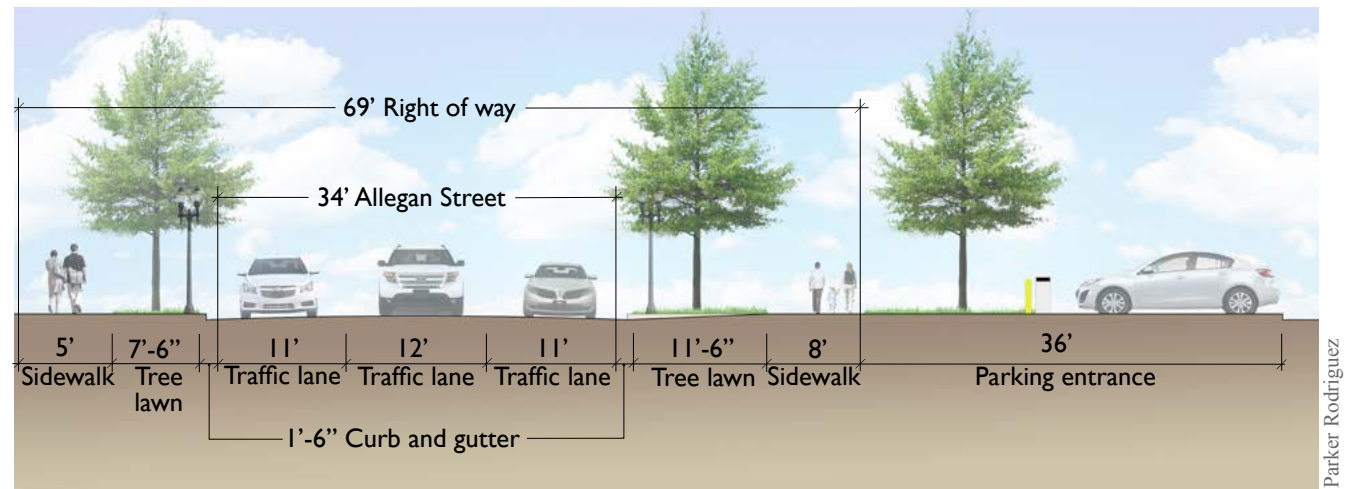 69’ Right of way
34’ Allegan Street
5’
Sidewalk
7’-6”
Tree
lawn
11’
Traffic lane
12’
Traffic lane
11’
Traffic lane
11’-6”
Tree lawn
8’
Sidewalk
36’
Parking entrance
1’-6” Curb and gutter
Parker Rodriguez